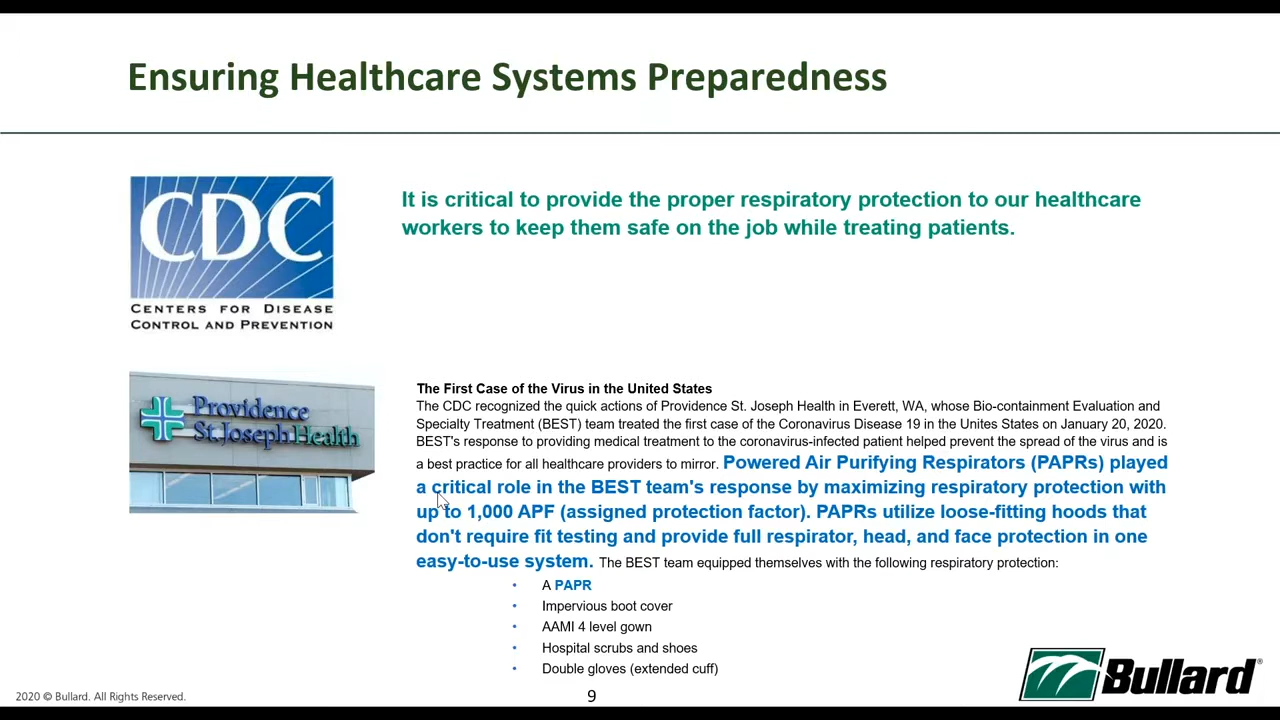 Ensuring Healthcare Systems Preparedness
CDC
CENTERS FOR DISEASE
CONTROL AND PREVENTION
It is critical to provide the proper respiratory protection to our healthcare
workers to keep them safe on the job while treating patients.
Providence
St.JosephHealth
The First Case of the Virus in the United States
The CDC recognized the quick actions of Providence St. Joseph Health in Everett, WA, whose Bio-containment Evaluation and
Specialty Treatment (BEST) team treated the first case of the Coronavirus Disease 19 in the Unites States on January 20, 2020.
BEST's response to providing medical treatment to the coronavirus-infected patient helped prevent the spread of the virus and is
a best practice for all healthcare providers to mirror. Powered Air Purifying Respirators (PAPRs) played
a critical role in the BEST team's response by maximizing respiratory protection with
up to 1,000 APF (assigned protection factor). PAPRs utilize loose-fitting hoods that
don't require fit testing and provide full respirator, head, and face protection in one
easy-to-use system. The BEST team equipped themselves with the following respiratory protection:
• A PAPR
• Impervious boot cover
• AAMI 4 level gown
• Hospital scrubs and shoes
• Double gloves (extended cuff)
2020 © Bullard. All Rights Reserved.
9
Bullard®